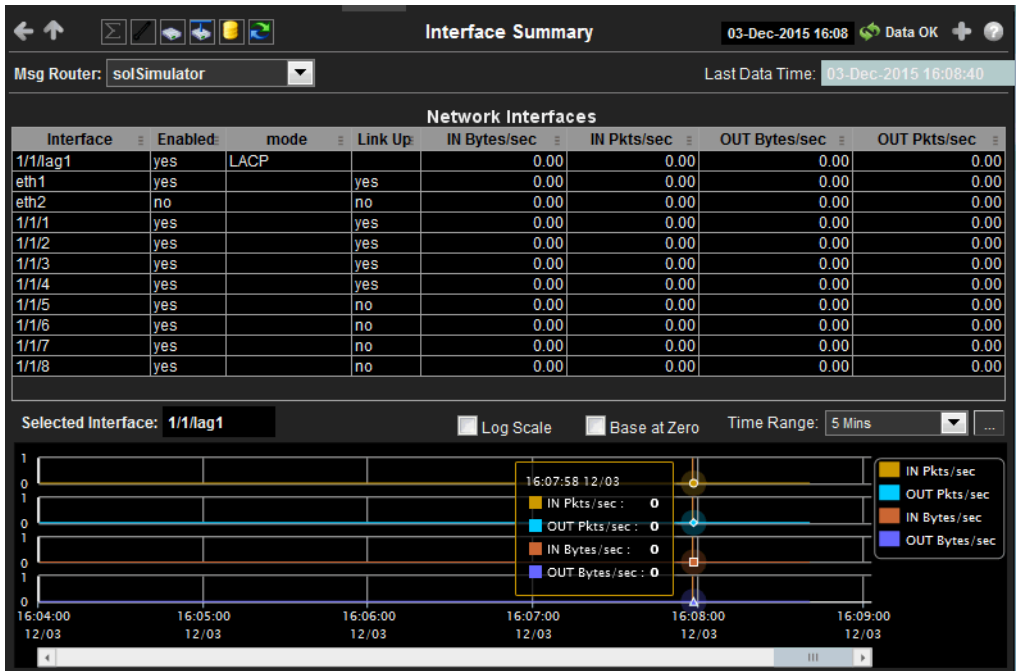 Interface Summary
03-Dec-2015 16:08 Data OK
Msg Router: solSimulator
Last Data Time: 03-Dec-2015 16:08:40
Network Interfaces
Interface Enabled mode Link Up IN Bytes/sec IN Pkts/sec OUT Bytes/sec OUT Pkts/sec
1/1/lag1 yes LACP 0.00 0.00 0.00 0.00
eth1 yes yes 0.00 0.00 0.00 0.00
eth2 no no 0.00 0.00 0.00 0.00
1/1/1 yes yes 0.00 0.00 0.00 0.00
1/1/2 yes yes 0.00 0.00 0.00 0.00
1/1/3 yes yes 0.00 0.00 0.00 0.00
1/1/4 yes yes 0.00 0.00 0.00 0.00
1/1/5 yes no 0.00 0.00 0.00 0.00
1/1/6 yes no 0.00 0.00 0.00 0.00
1/1/7 yes no 0.00 0.00 0.00 0.00
1/1/8 yes no 0.00 0.00 0.00 0.00
Selected Interface: 1/1/lag1
Log Scale
Base at Zero
Time Range: 5 Mins ...
1
0
1
0
1
0
1
0
16:07:58 12/03
IN Pkts/sec : 0
OUT Pkts/sec : 0
IN Bytes/sec : 0
OUT Bytes/sec : 0
IN Pkts/sec
OUT Pkts/sec
IN Bytes/sec
OUT Bytes/sec
16:04:00 16:05:00 16:06:00 16:07:00 16:08:00 16:09:00
12/03 12/03 12/03 12/03 12/03 12/03